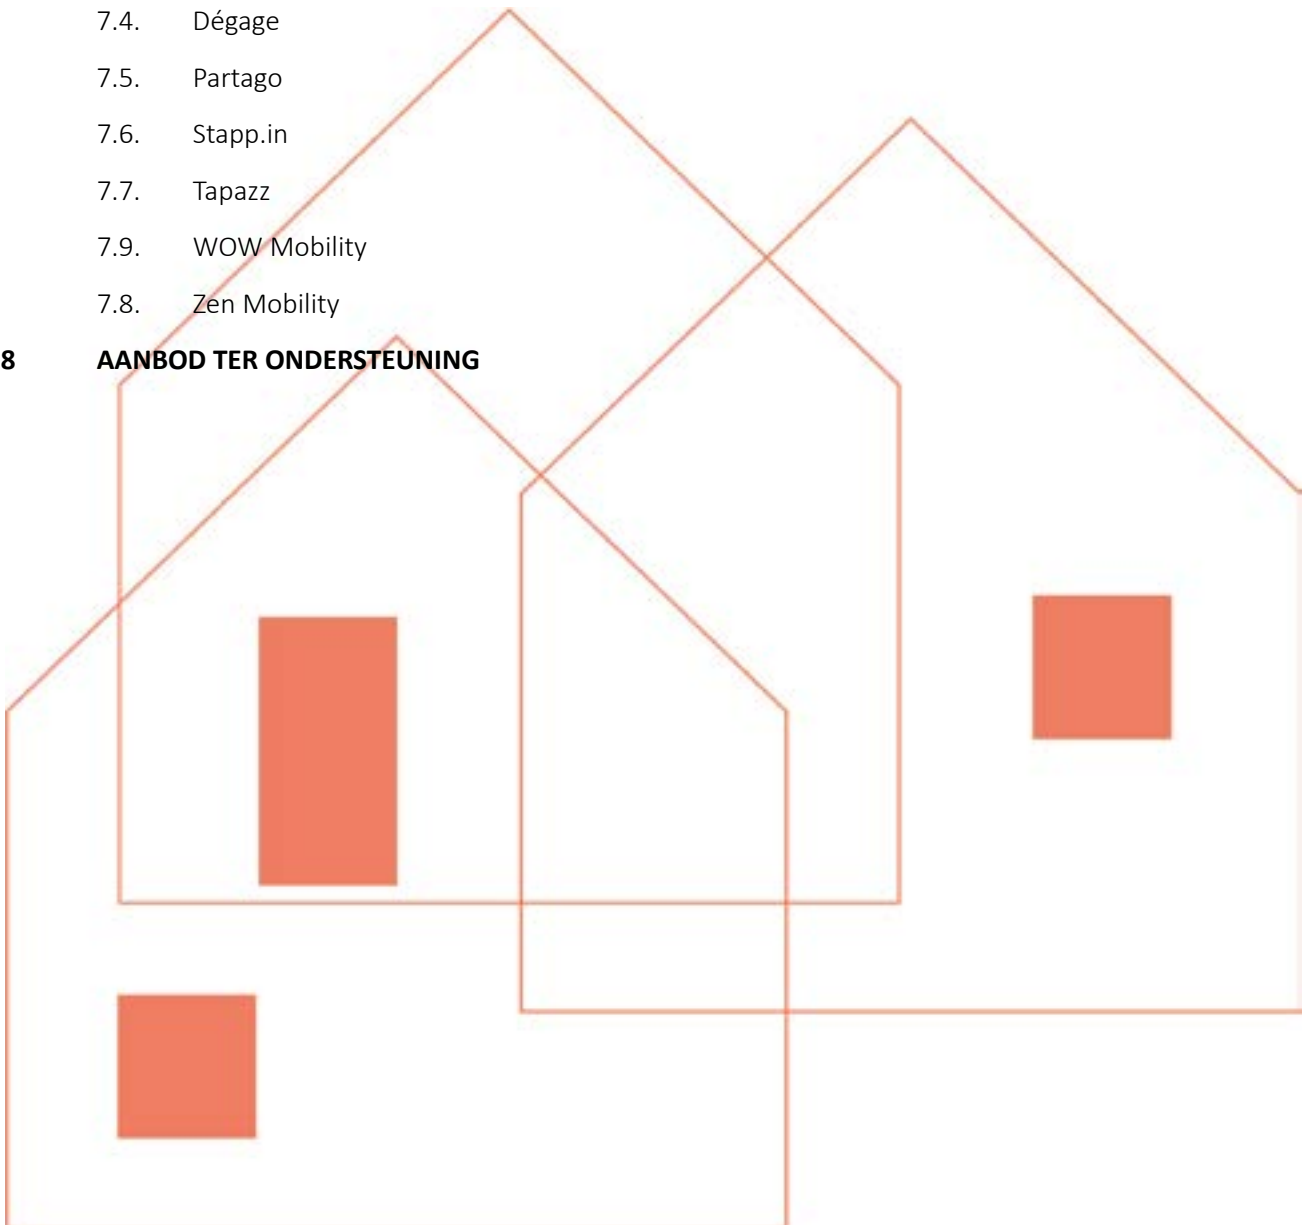 7.4. Dégage
7.5. Partago
7.6. Stapp.in
7.7. Tapazz
7.9. WOW Mobility
7.8. Zen Mobility
8 AANBOD TER ONDERSTEUNING